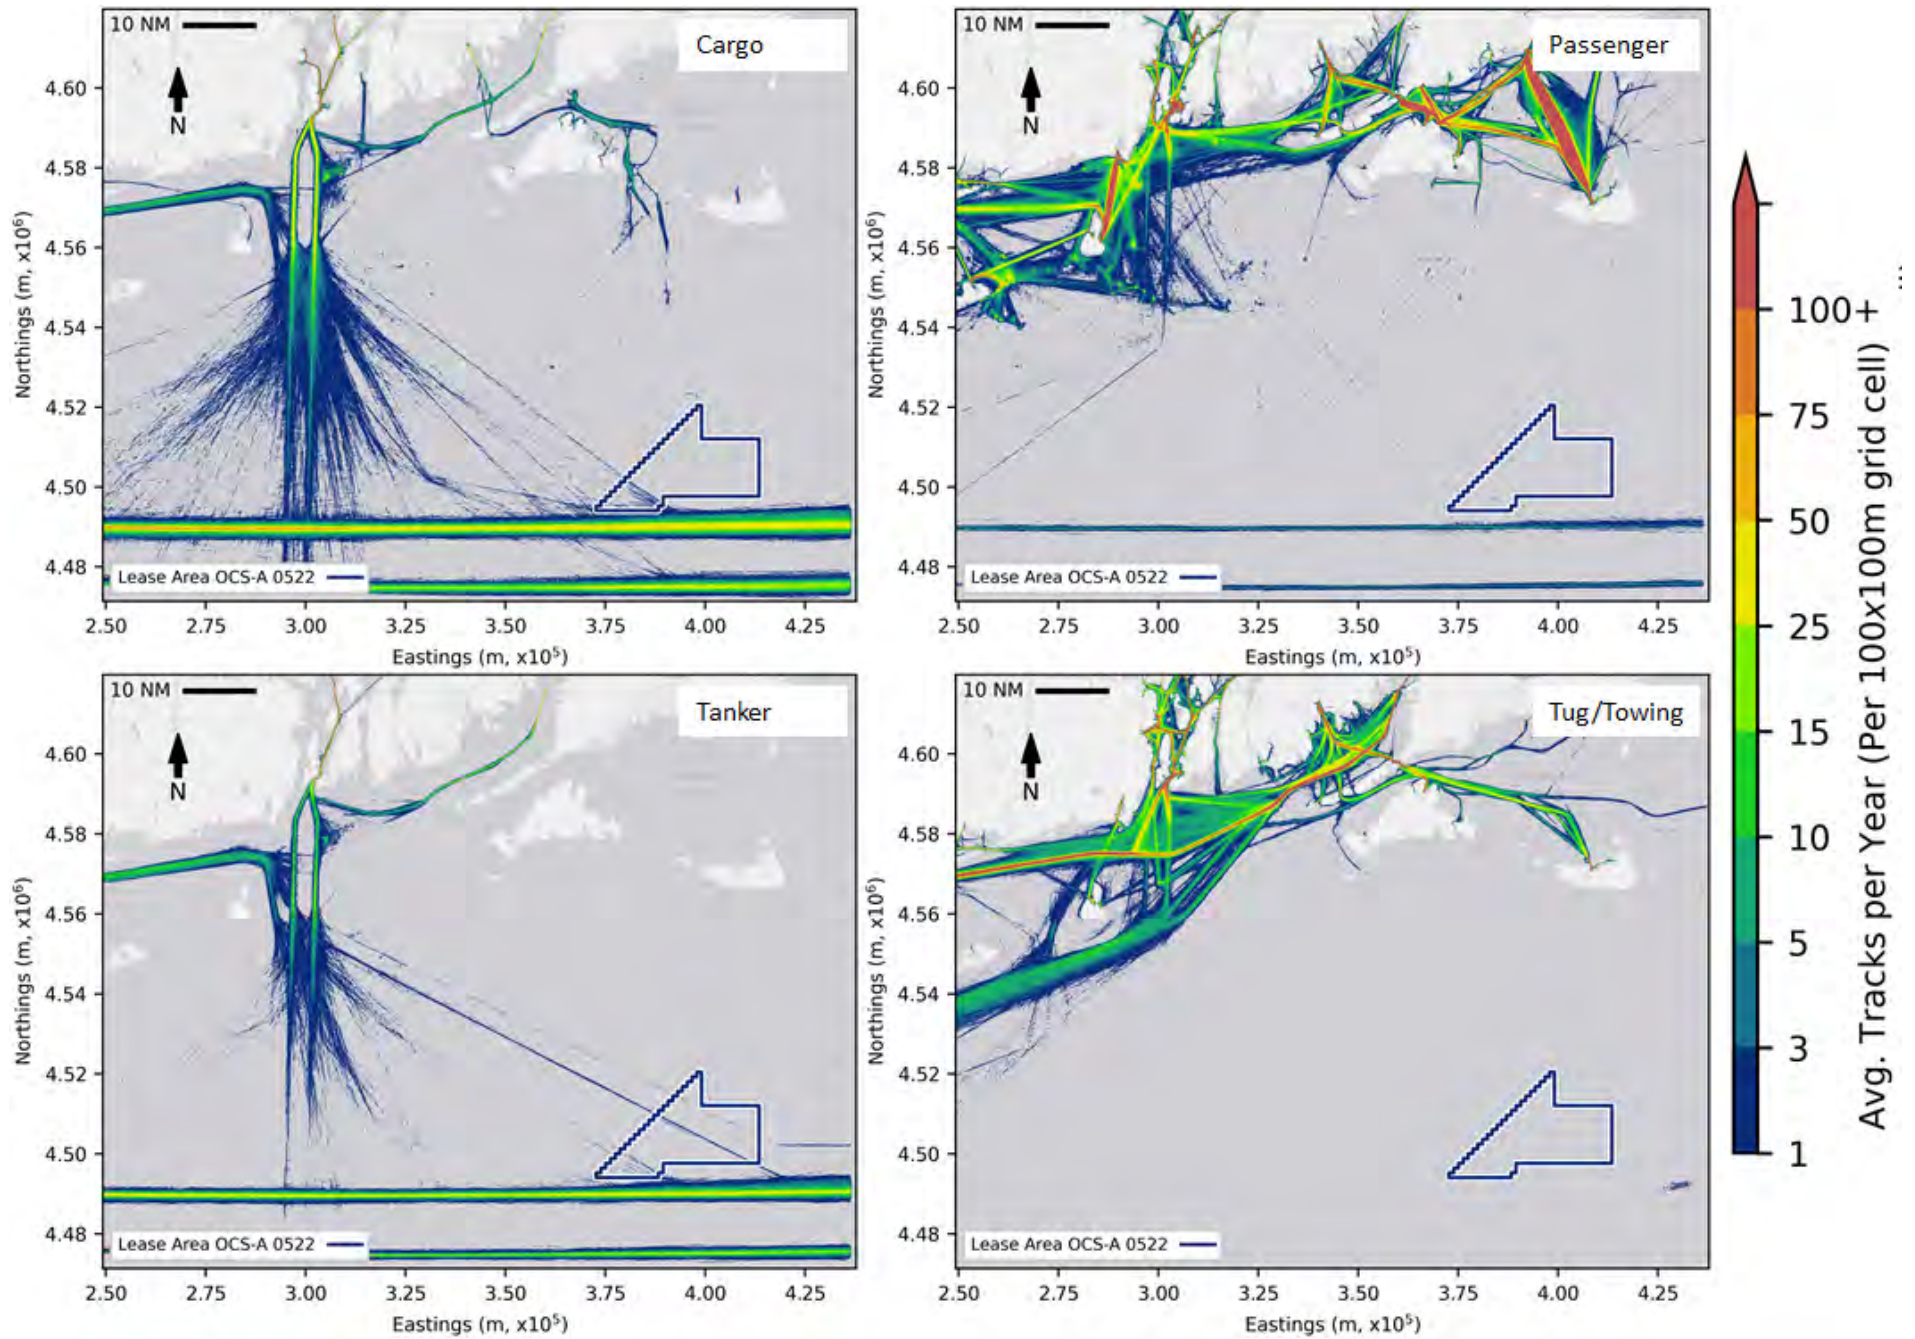 10 NM
Cargo
N
4.60
4.58
4.56
4.54
4.52
4.50
4.48
Northings (m, x10⁶)
Lease Area OCS-A 0522
2.50 2.75 3.00 3.25 3.50 3.75 4.00 4.25
Eastings (m, x10⁵)
10 NM
Passenger
N
4.60
4.58
4.56
4.54
4.52
4.50
4.48
Northings (m, x10⁶)
Lease Area OCS-A 0522
2.50 2.75 3.00 3.25 3.50 3.75 4.00 4.25
Eastings (m, x10⁵)
10 NM
Tanker
N
4.60
4.58
4.56
4.54
4.52
4.50
4.48
Northings (m, x10⁶)
Lease Area OCS-A 0522
2.50 2.75 3.00 3.25 3.50 3.75 4.00 4.25
Eastings (m, x10⁵)
10 NM
Tug/Towing
N
4.60
4.58
4.56
4.54
4.52
4.50
4.48
Northings (m, x10⁶)
Lease Area OCS-A 0522
2.50 2.75 3.00 3.25 3.50 3.75 4.00 4.25
Eastings (m, x10⁵)
100+
75
50
25
15
10
5
3
1
Avg. Tracks per Year (Per 100x100m grid cell)
...